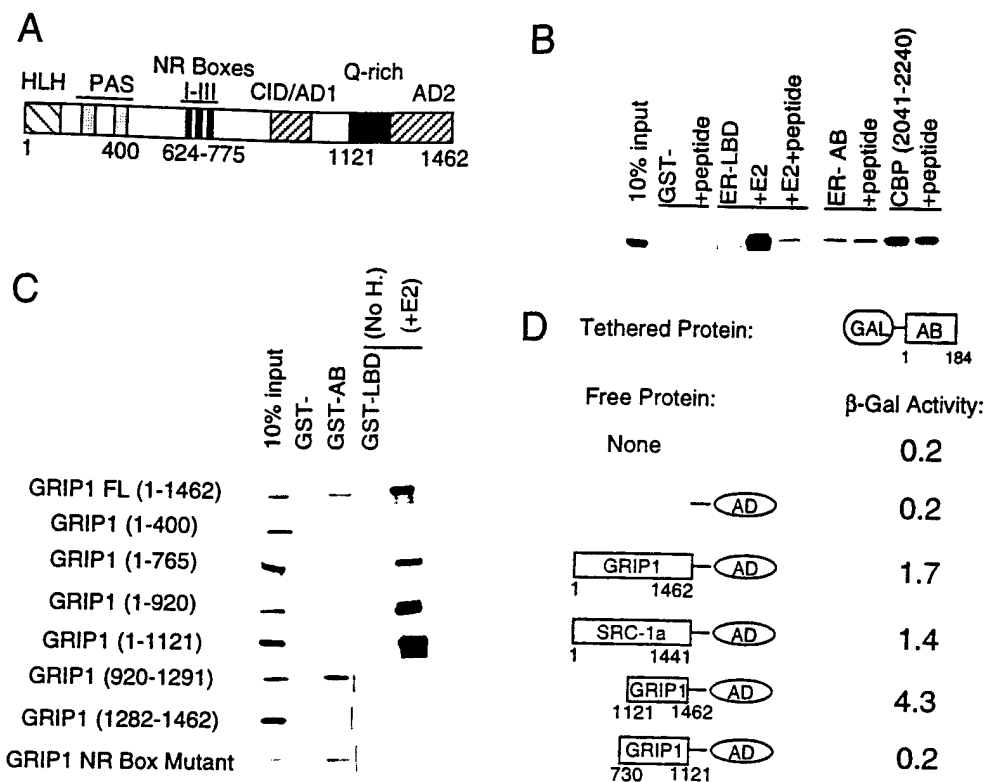 A
HLH PAS NR Boxes I-III CID/AD1 Q-rich AD2
1 400 624-775 1121 1462
B
10% input
GST-
+peptide
ER-LBD
+E2
+E2+peptide
ER- AB
+peptide
CBP (2041-2240)
+peptide
C
10% input
GST-
GST-AB
GST-LBD
(No H.)
(+E2)
GRIP1 FL (1-1462)
GRIP1 (1-400)
GRIP1 (1-765)
GRIP1 (1-920)
GRIP1 (1-1121)
GRIP1 (920-1291)
GRIP1 (1282-1462)
GRIP1 NR Box Mutant
D
Tethered Protein: GAL AB
1 184
Free Protein: β-Gal Activity:
None 0.2
AD 0.2
GRIP1 AD 1.7
1 1462
SRC-1a AD 1.4
1 1441
GRIP1 AD 4.3
1121 1462
GRIP1 AD 0.2
730 1121